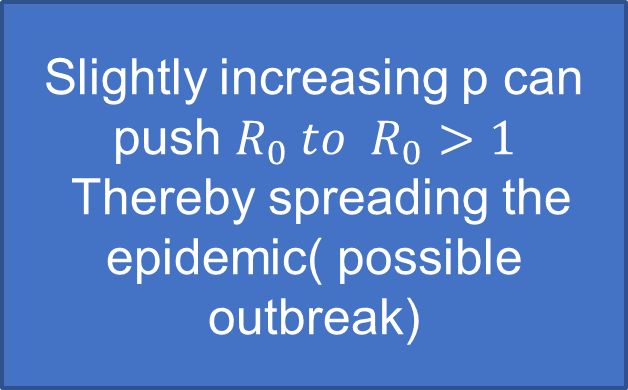 Slightly increasing p can
push R₀ to R₀ > 1
Thereby spreading the
epidemic( possible
outbreak)